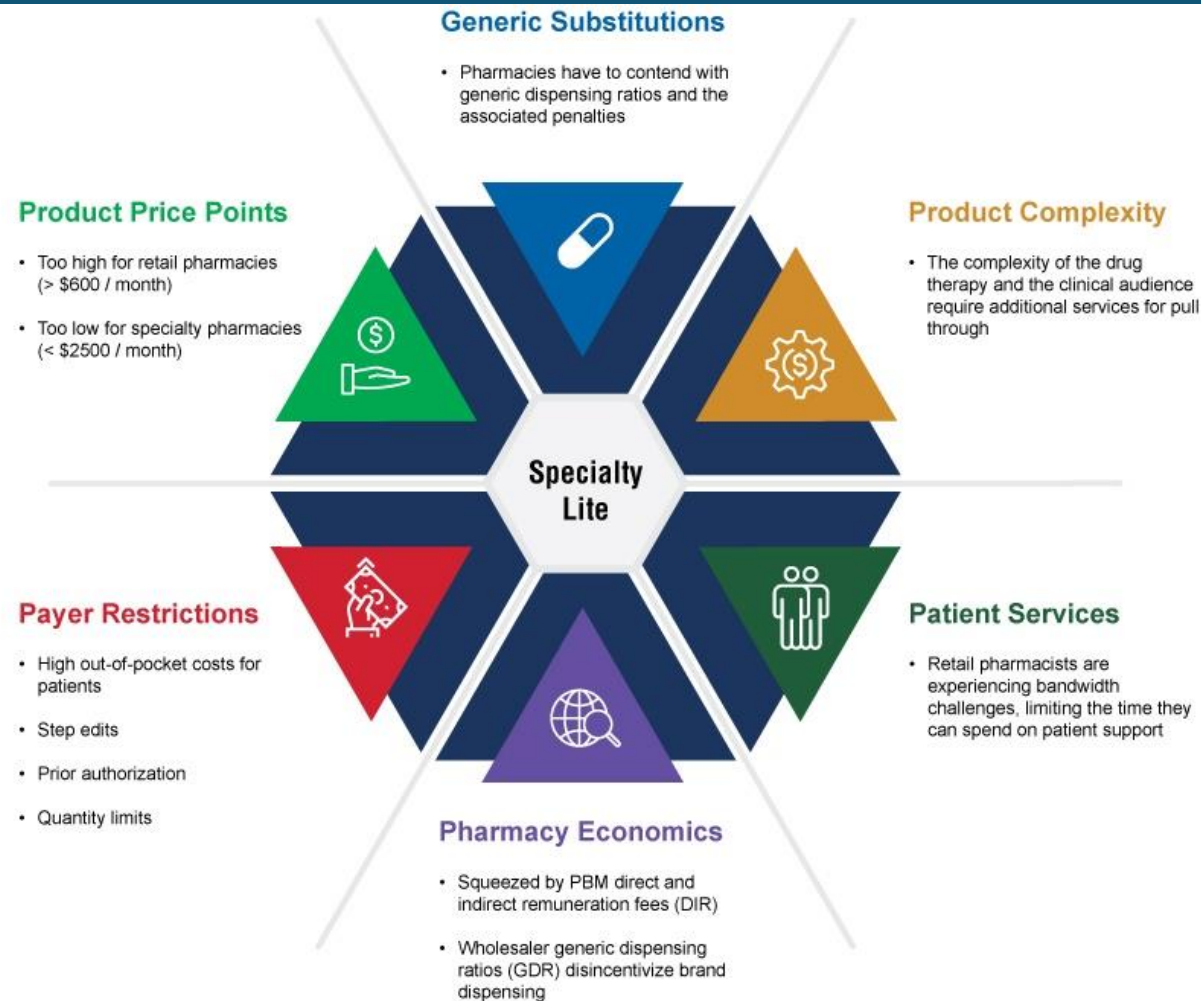 Generic Substitutions
• Pharmacies have to contend with
generic dispensing ratios and the
associated penalties
Product Price Points
• Too high for retail pharmacies
(> $600 / month)
• Too low for specialty pharmacies
(< $2500 / month)
Product Complexity
• The complexity of the drug
therapy and the clinical audience
require additional services for pull
through
$
(S)
Specialty
Lite
Payer Restrictions
• High out-of-pocket costs for
patients
• Step edits
• Prior authorization
• Quantity limits
Patient Services
• Retail pharmacists are
experiencing bandwidth
challenges, limiting the time they
can spend on patient support
Pharmacy Economics
• Squeezed by PBM direct and
indirect remuneration fees (DIR)
• Wholesaler generic dispensing
ratios (GDR) disincentivize brand
dispensing